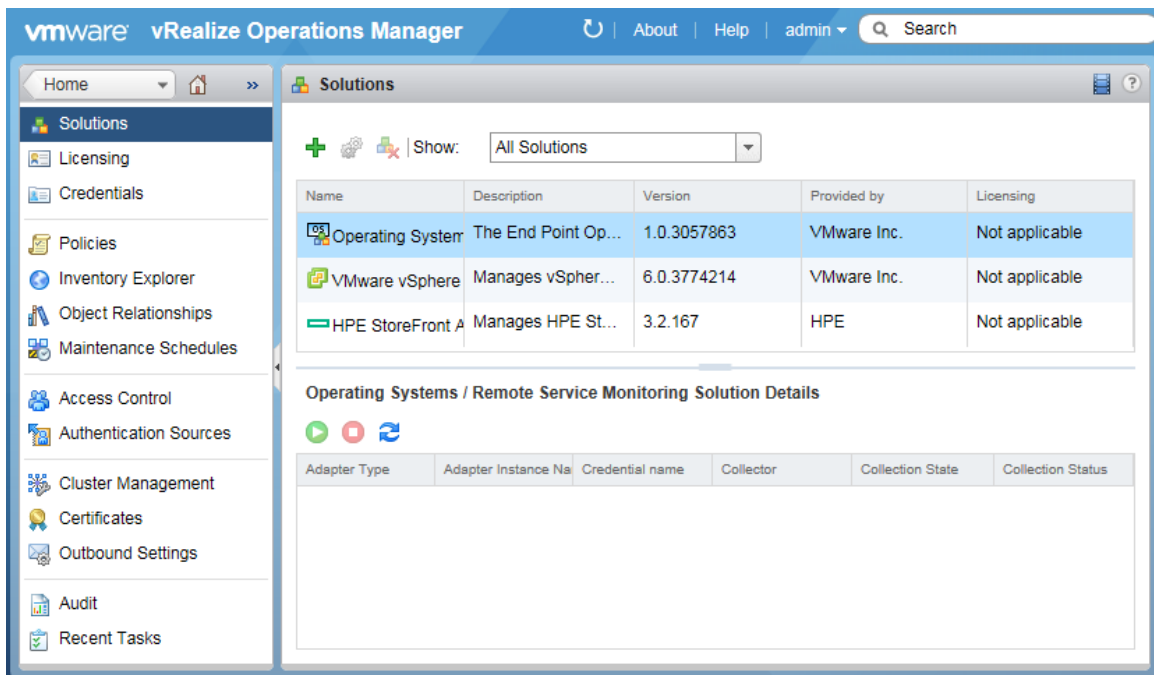 vmware vRealize Operations Manager About Help admin Search
Home
Solutions
Licensing
Credentials
Policies
Inventory Explorer
Object Relationships
Maintenance Schedules
Access Control
Authentication Sources
Cluster Management
Certificates
Outbound Settings
Audit
Recent Tasks
Solutions ?
Show: All Solutions
Name Description Version Provided by Licensing
OS Operating System The End Point Op... 1.0.3057863 VMware Inc. Not applicable
VMware vSphere Manages vSpher... 6.0.3774214 VMware Inc. Not applicable
HPE StoreFront A Manages HPE St... 3.2.167 HPE Not applicable
Operating Systems / Remote Service Monitoring Solution Details
Adapter Type Adapter Instance Na Credential name Collector Collection State Collection Status